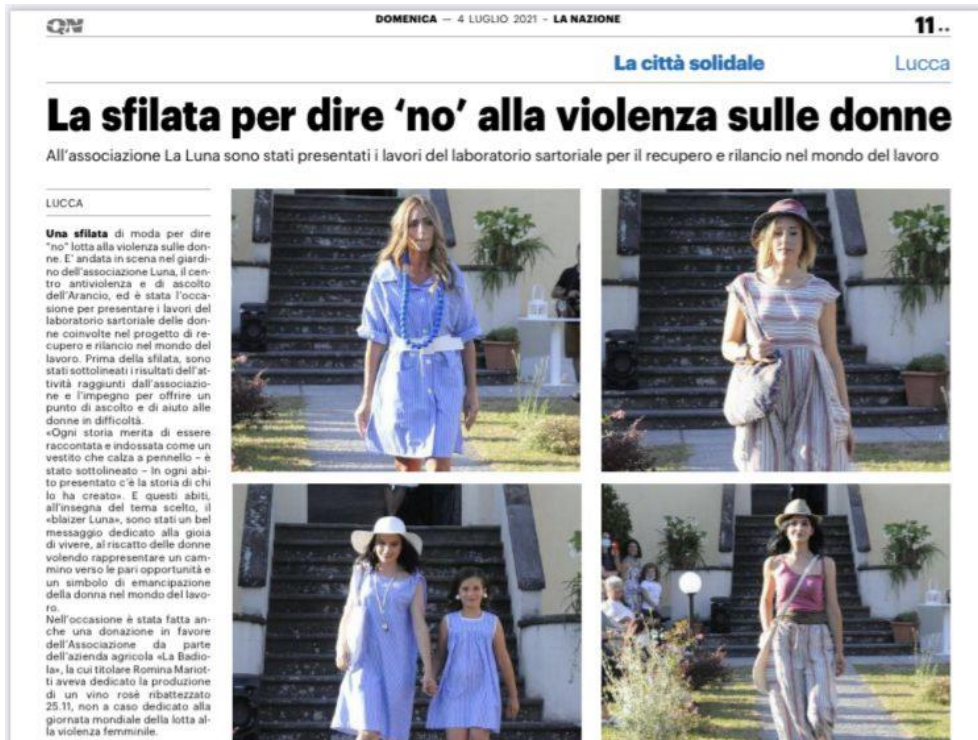 QN
DOMENICA — 4 LUGLIO 2021 – LA NAZIONE
11 ..
La città solidale
Lucca
La sfilata per dire ‘no’ alla violenza sulle donne
All’associazione La Luna sono stati presentati i lavori del laboratorio sartoriale per il recupero e rilancio nel mondo del lavoro
LUCCA
Una sfilata di moda per dire
"no" lotta alla violenza sulle don-
ne. E’ andata in scena nel giardi-
no dell’associazione Luna, il cen-
tro antiviolenza e di ascolto
dell’Arancio, ed è stata l’occa-
sione per presentare i lavori del
laboratorio sartoriale delle don-
ne coinvolte nel progetto di re-
cupero e rilancio nel mondo del
lavoro. Prima della sfilata, sono
stati sottolineati i risultati dell’at-
tività raggiunti dall’associazio-
ne e l’impegno per offrire un
punto di ascolto e di aiuto alle
donne in difficoltà.
«Ogni storia merita di essere
raccontata e indossata come un
vestito che calza a pennello – è
stato sottolineato – In ogni abi-
to presentato c’è la storia di chi
lo ha creato». E questi abiti,
all’insegna del tema scelto, il
«blaizer Luna», sono stati un bel
messaggio dedicato alla gioia
di vivere, al riscatto delle donne
volendo rappresentare un cam-
mino verso le pari opportunità e
un simbolo di emancipazione
della donna nel mondo del lavo-
ro.
Nell’occasione è stata fatta an-
che una donazione in favore
dell’Associazione da parte
dell’azienda agricola «La Badio-
la», la cui titolare Romina Mariot-
ti aveva dedicato la produzione
di un vino rosè ribattezzato
25.11, non a caso dedicato alla
giornata mondiale della lotta al-
la violenza femminile.